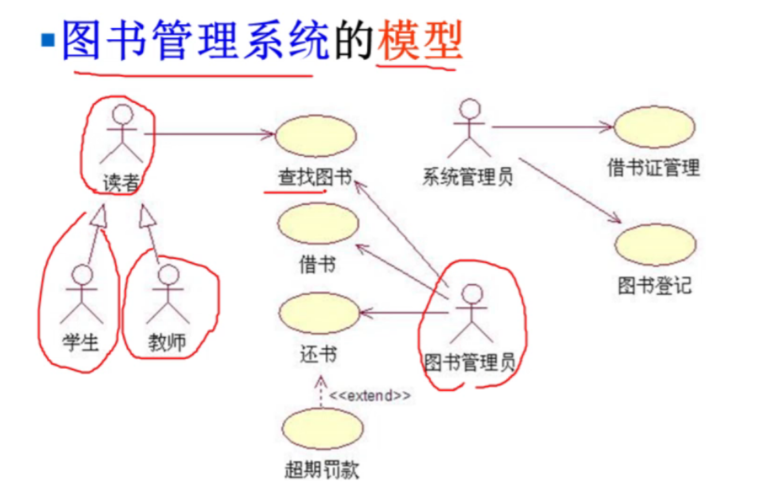 图书管理系统的模型
读者
查找图书
系统管理员
借书证管理
借书
图书登记
学生
教师
还书
图书管理员
<<extend>>
超期罚款